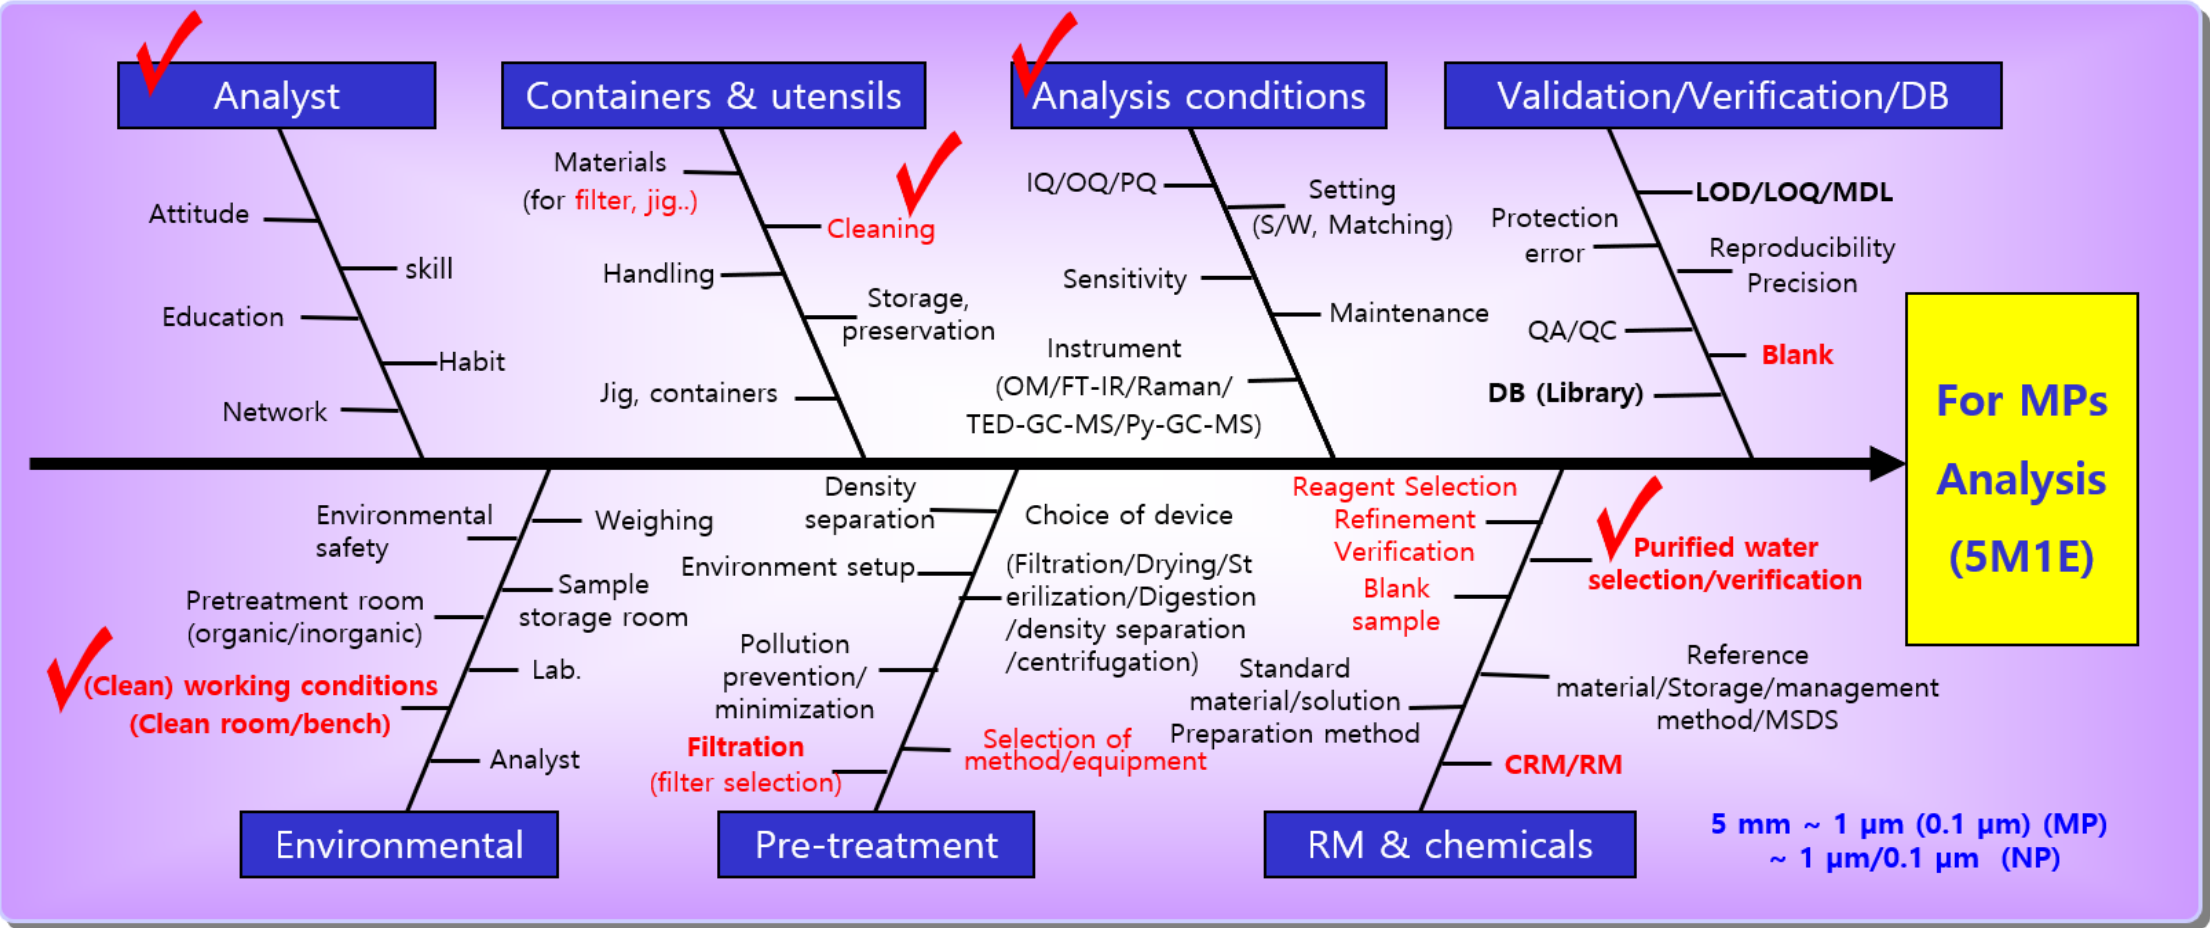 Analyst
Attitude
skill
Education
Habit
Network
Containers & utensils
Materials
(for filter, jig..)
Cleaning
Handling
Storage,
preservation
Jig, containers
Analysis conditions
IQ/OQ/PQ
Setting
(S/W, Matching)
Sensitivity
Maintenance
Instrument
(OM/FT-IR/Raman/
TED-GC-MS/Py-GC-MS)
Validation/Verification/DB
LOD/LOQ/MDL
Protection
error
Reproducibility
Precision
QA/QC
Blank
DB (Library)
For MPs
Analysis
(5M1E)
Environmental
safety
Weighing
Pretreatment room
(organic/inorganic)
Sample
storage room
Lab.
(Clean) working conditions
(Clean room/bench)
Analyst
Environmental
Density
separation
Choice of device
(Filtration/Drying/St
erilization/Digestion
/density separation
/centrifugation)
Environment setup
Pollution
prevention/
minimization
Filtration
(filter selection)
Selection of
method/equipment
Pre-treatment
Reagent Selection
Refinement
Verification
Purified water
selection/verification
Blank
sample
Standard
material/solution
Preparation method
Reference
material/Storage/management
method/MSDS
CRM/RM
RM & chemicals
5 mm ~ 1 μm (0.1 μm) (MP)
~ 1 μm/0.1 μm (NP)